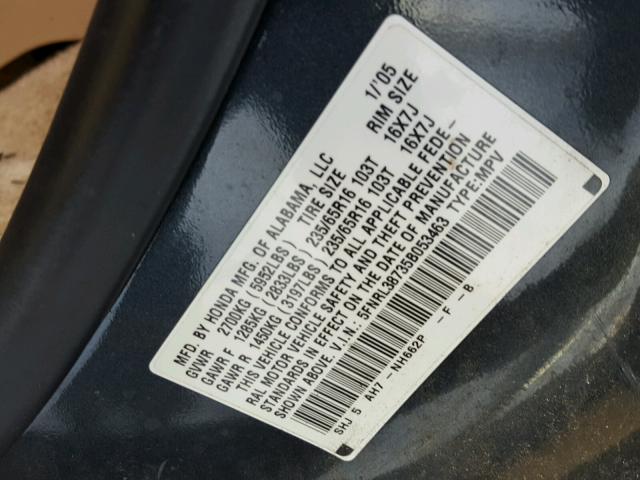 MFD. BY HONDA MFG. OF ALABAMA, LLC 1/'05
GVWR 2700KG (5952LBS) TIRE SIZE RIM SIZE
GAWR F 1285KG (2833LBS) 235/65R16 103T 16X7J
GAWR R 1450KG (3197LBS) 235/65R16 103T 16X7J
THIS VEHICLE CONFORMS TO ALL APPLICABLE FEDE-
RAL MOTOR VEHICLE SAFETY AND THEFT PREVENTION
STANDARDS IN EFFECT ON THE DATE OF MANUFACTURE
SHOWN ABOVE. V.I.N.: 5FNRL38735B053463 TYPE:MPV
SHJ 5 AH7 - NH662P - F - B